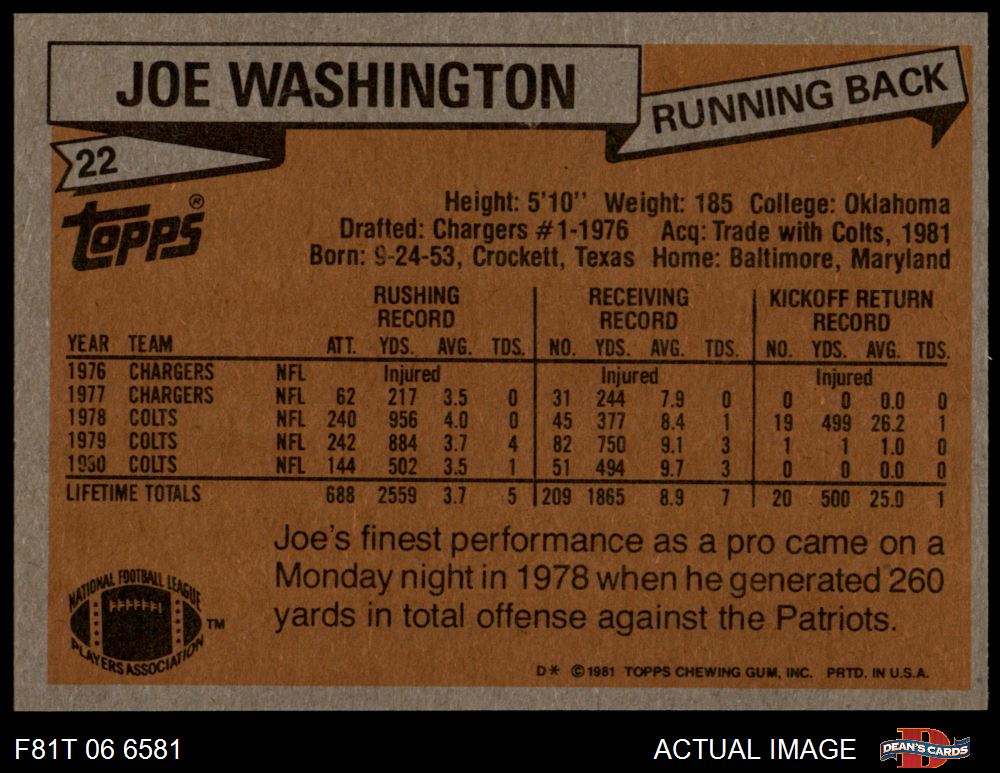 JOE WASHINGTON
RUNNING BACK
22
TOPPS®
Height: 5'10'' Weight: 185 College: Oklahoma
Drafted: Chargers #1-1976 Acq: Trade with Colts, 1981
Born: 9-24-53, Crockett, Texas Home: Baltimore, Maryland
RUSHING RECEIVING KICKOFF RETURN
RECORD RECORD RECORD
YEAR TEAM ATT. YDS. AVG. TDS. NO. YDS. AVG. TDS. NO. YDS. AVG. TDS.
1976 CHARGERS NFL Injured Injured Injured
1977 CHARGERS NFL 62 217 3.5 0 31 244 7.9 0 0 0 0.0 0
1978 COLTS NFL 240 956 4.0 0 45 377 8.4 1 19 499 26.2 1
1979 COLTS NFL 242 884 3.7 4 82 750 9.1 3 1 1 1.0 0
1980 COLTS NFL 144 502 3.5 1 51 494 9.7 3 0 0 0.0 0
LIFETIME TOTALS 688 2559 3.7 5 209 1865 8.9 7 20 500 25.0 1
Joe's finest performance as a pro came on a
Monday night in 1978 when he generated 260
yards in total offense against the Patriots.
NATIONAL FOOTBALL LEAGUE
PLAYERS ASSOCIATION
TM
D* ©1981 TOPPS CHEWING GUM, INC. PRTD. IN U.S.A.
F81T 06 6581
ACTUAL IMAGE
D
DEAN'S CARDS